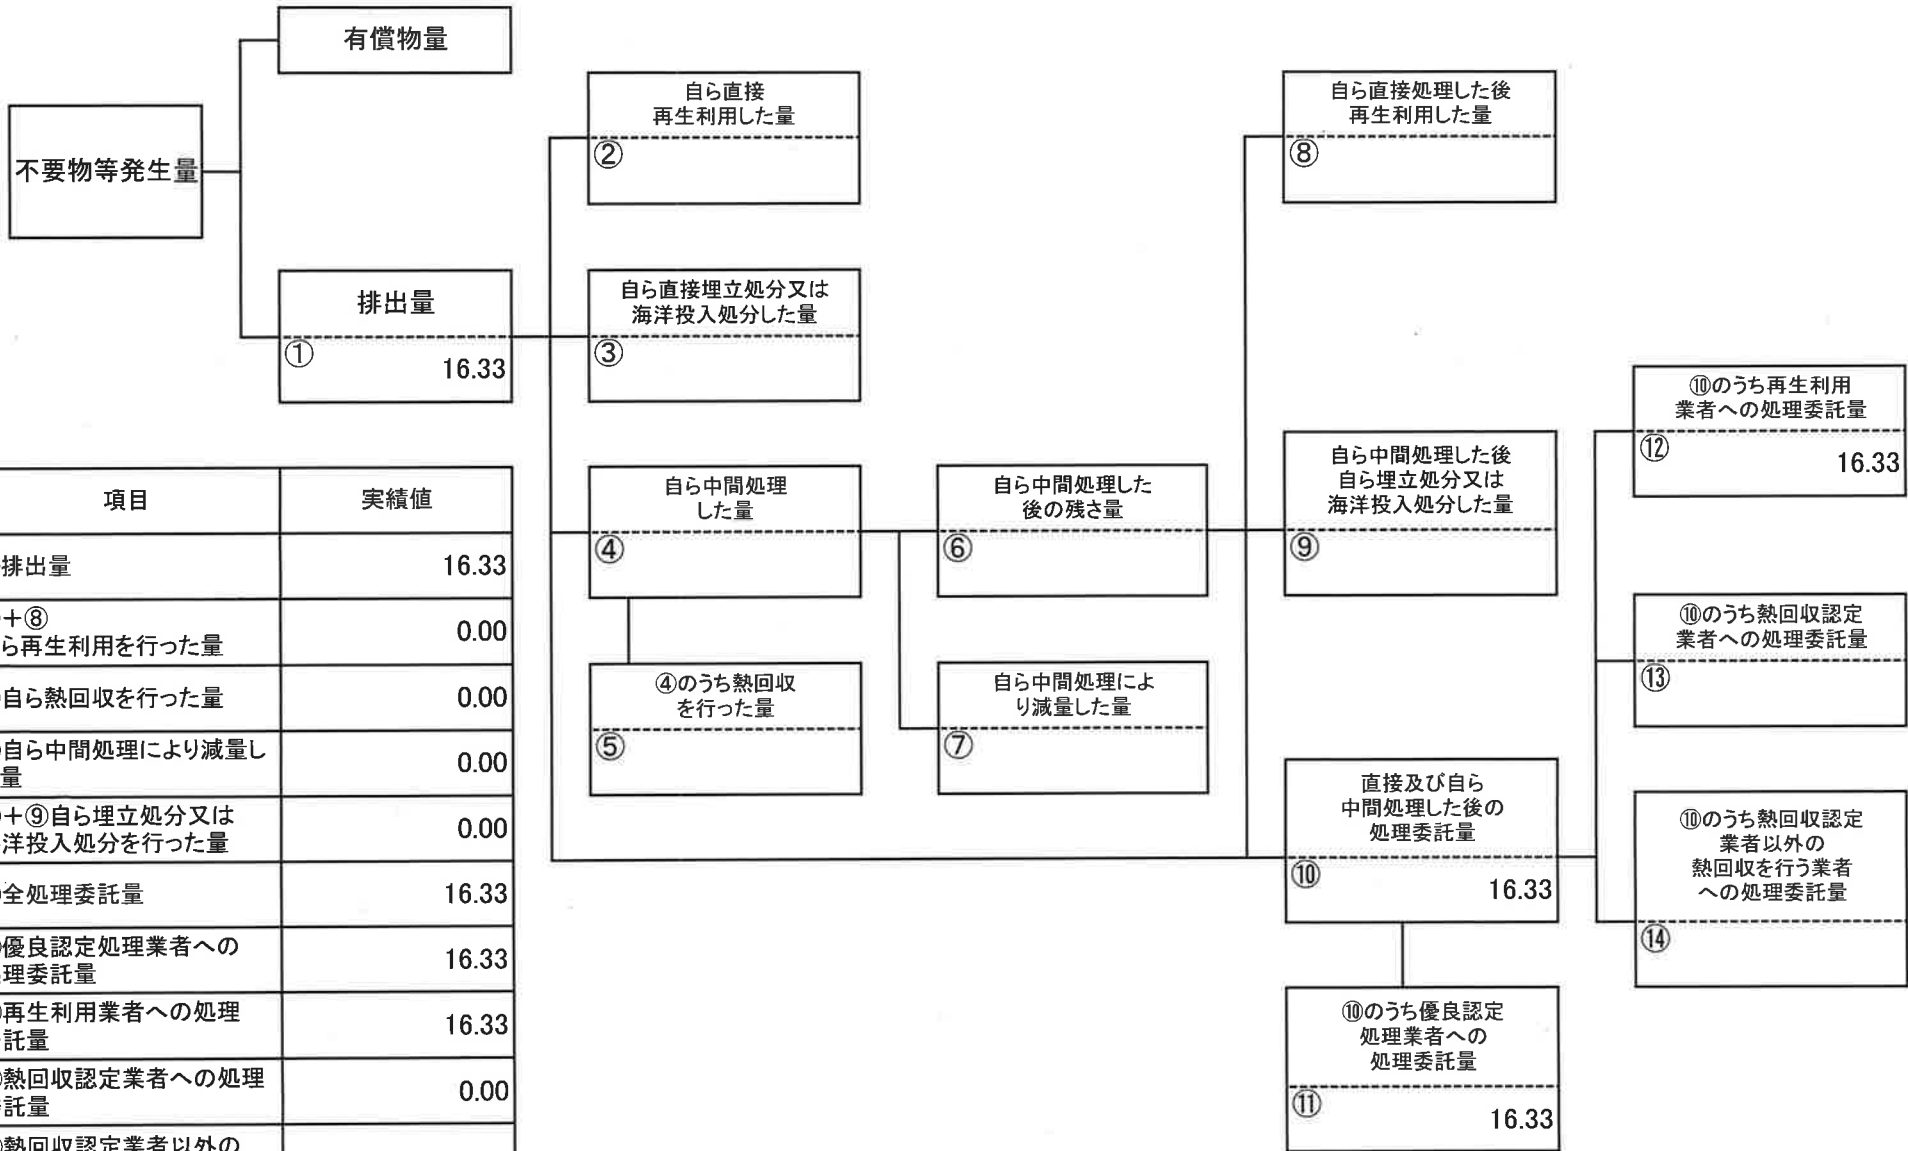 有償物量
不要物等発生量
排出量
①
16.33
自ら直接
再生利用した量
②
自ら直接埋立処分又は
海洋投入処分した量
③
自ら中間処理
した量
④
④のうち熱回収
を行った量
⑤
自ら中間処理した
後の残さ量
⑥
自ら中間処理によ
り減量した量
⑦
自ら直接処理した後
再生利用した量
⑧
自ら中間処理した後
自ら埋立処分又は
海洋投入処分した量
⑨
直接及び自ら
中間処理した後の
処理委託量
⑩
16.33
⑩のうち優良認定
処理業者への
処理委託量
⑪
16.33
⑩のうち再生利用
業者への処理委託量
⑫
16.33
⑩のうち熱回収認定
業者への処理委託量
⑬
⑩のうち熱回収認定
業者以外の
熱回収を行う業者
への処理委託量
⑭
項目
実績値
排出量
16.33
+⑧
ら再生利用を行った量
0.00
自ら熱回収を行った量
0.00
自ら中間処理により減量し
量
0.00
+⑨自ら埋立処分又は
洋投入処分を行った量
0.00
全処理委託量
16.33
優良認定処理業者への
理委託量
16.33
再生利用業者への処理
託量
16.33
熱回収認定業者への処理
託量
0.00
熱回収認定業者以外の